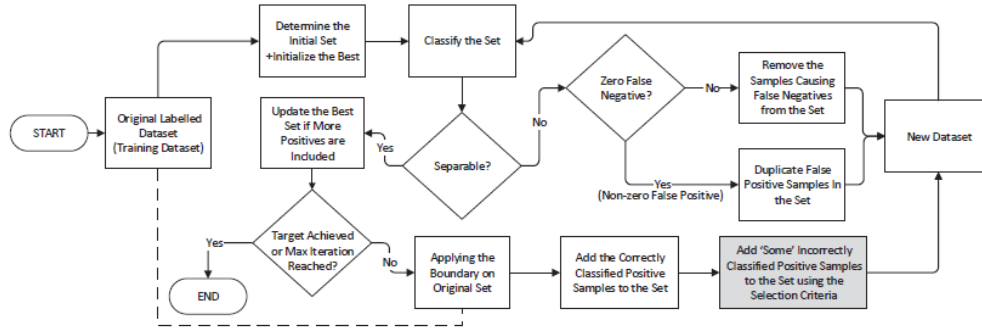 Determine the
Initial Set
+Initialize the Best
Classify the Set
Zero False
Negative?
No
Remove the
Samples Causing
False Negatives
from the Set
START
Original Labelled
Dataset
(Training Dataset)
Update the Best
Set if More
Positives are
Included
Yes
Separable?
No
New Dataset
Yes
(Non-zero False Positive)
Duplicate False
Positive Samples In
the Set
Yes
Target Achieved
or Max Iteration
Reached?
No
Applying the
Boundary on
Original Set
Add the Correctly
Classified Positive
Samples to the Set
Add 'Some' Incorrectly
Classified Positive Samples
to the Set using the
Selection Criteria
END